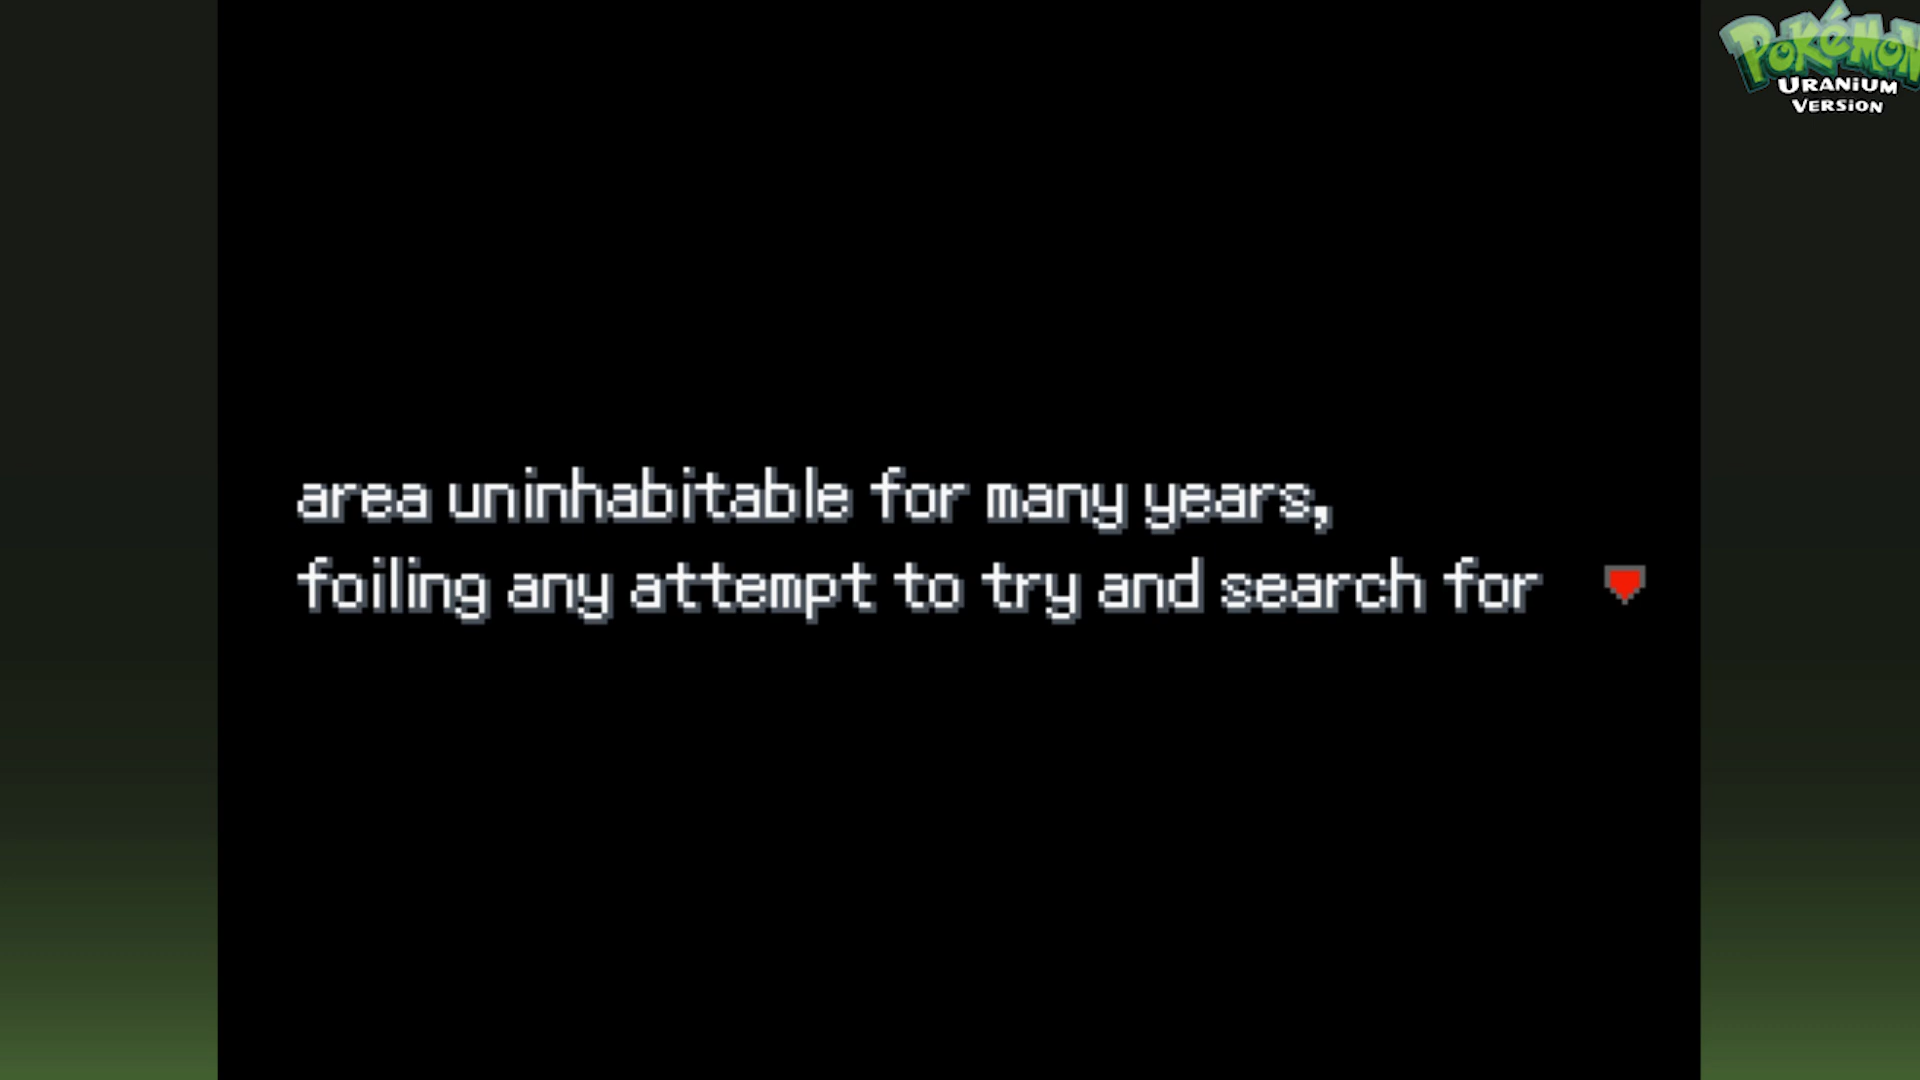 POKéMON
URANiUM
VERSiON
area uninhabitable for many years,
foiling any attempt to try and search for